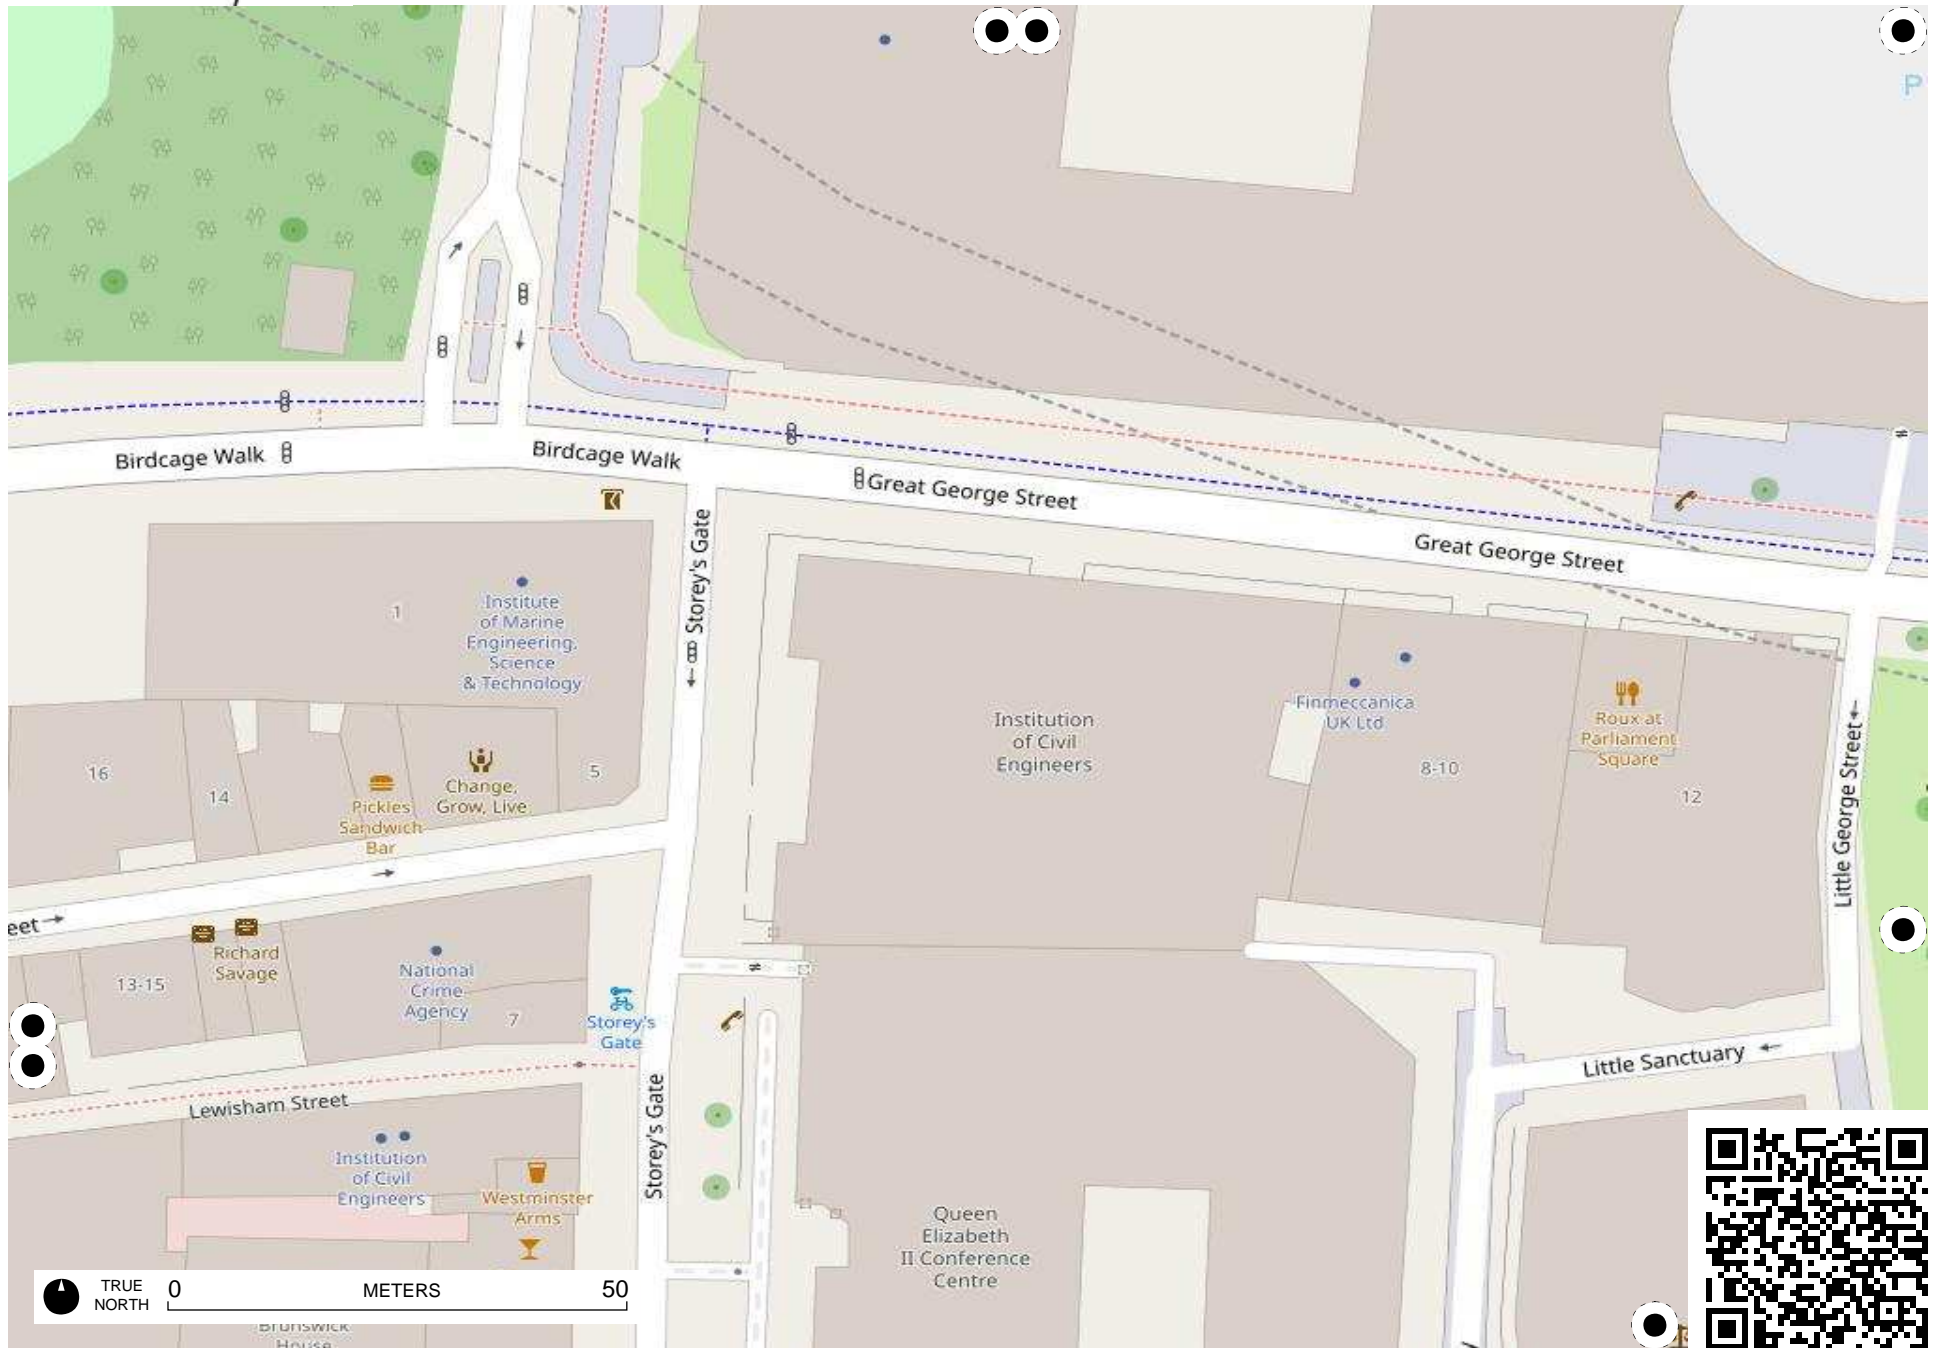 P
Birdcage Walk
Birdcage Walk
Great George Street
Great George Street
Storey's Gate
Institute
of Marine
Engineering,
Science
& Technology
1
Institution
of Civil
Engineers
Finmeccanica
UK Ltd
Roux at
Parliament
Square
8-10
12
Little George Street
16
14
5
Change,
Grow, Live
Pickles
Sandwich
Bar
eet
Richard
Savage
13-15
National
Crime
Agency
7
Storey's
Gate
Little Sanctuary
Lewisham Street
Storey's Gate
Institution
of Civil
Engineers
Westminster
Arms
Queen
Elizabeth
II Conference
Centre
TRUE
NORTH
0 METERS 50
Brunswick
House